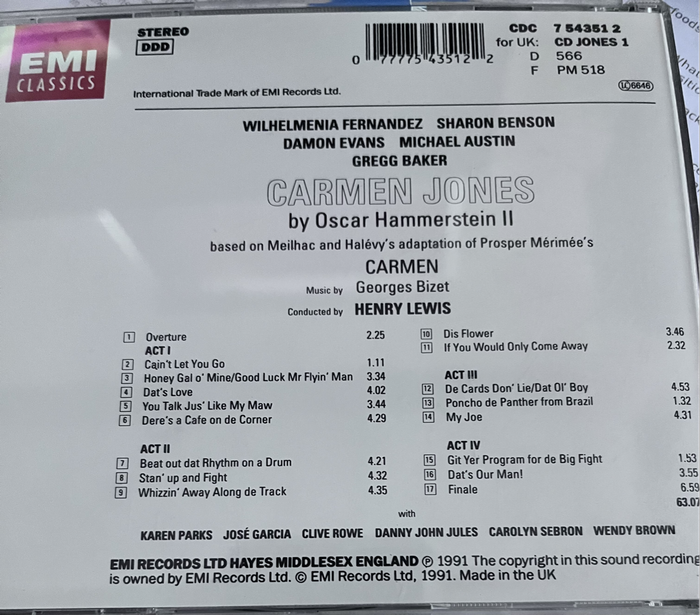 EMI
CLASSICS
STEREO
DDD
0 77775 43512 2
CDC 7 54351 2
for UK: CD JONES 1
D 566
F PM 518
LC 6646
International Trade Mark of EMI Records Ltd.
WILHELMENIA FERNANDEZ SHARON BENSON
DAMON EVANS MICHAEL AUSTIN
GREGG BAKER
CARMEN JONES
by Oscar Hammerstein II
based on Meilhac and Halévy's adaptation of Prosper Mérimée's
CARMEN
Music by Georges Bizet
Conducted by HENRY LEWIS
1 Overture 2.25
ACT I
2 Cain't Let You Go 1.11
3 Honey Gal o' Mine/Good Luck Mr Flyin' Man 3.34
4 Dat's Love 4.02
5 You Talk Jus' Like My Maw 3.44
6 Dere's a Cafe on de Corner 4.29
ACT II
7 Beat out dat Rhythm on a Drum 4.21
8 Stan' up and Fight 4.32
9 Whizzin' Away Along de Track 4.35
10 Dis Flower 3.46
11 If You Would Only Come Away 2.32
ACT III
12 De Cards Don' Lie/Dat Ol' Boy 4.53
13 Poncho de Panther from Brazil 1.32
14 My Joe 4.31
ACT IV
15 Git Yer Program for de Big Fight 1.53
16 Dat's Our Man! 3.55
17 Finale 6.59
63.07
with
KAREN PARKS JOSÉ GARCIA CLIVE ROWE DANNY JOHN JULES CAROLYN SEBRON WENDY BROWN
EMI RECORDS LTD HAYES MIDDLESEX ENGLAND ℗ 1991 The copyright in this sound recording
is owned by EMI Records Ltd. © EMI Records Ltd, 1991. Made in the UK